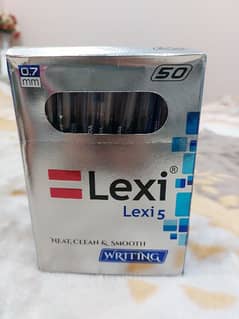 0.7
mm
50
Lexi®
Lexi 5
NEAT, CLEAN & SMOOTH
WRITING